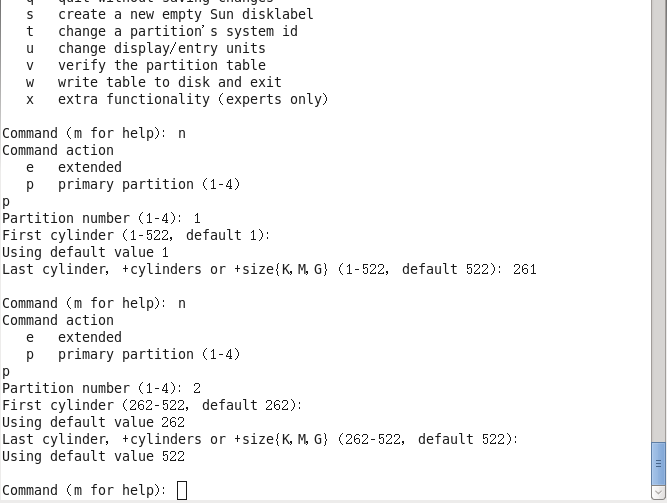 q   quit without saving changes
s   create a new empty Sun disklabel
t   change a partition's system id
u   change display/entry units
v   verify the partition table
w   write table to disk and exit
x   extra functionality (experts only)
Command (m for help): n
Command action
e   extended
p   primary partition (1-4)
p
Partition number (1-4): 1
First cylinder (1-522, default 1):
Using default value 1
Last cylinder, +cylinders or +size{K,M,G} (1-522, default 522): 261
Command (m for help): n
Command action
e   extended
p   primary partition (1-4)
p
Partition number (1-4): 2
First cylinder (262-522, default 262):
Using default value 262
Last cylinder, +cylinders or +size{K,M,G} (262-522, default 522):
Using default value 522
Command (m for help):